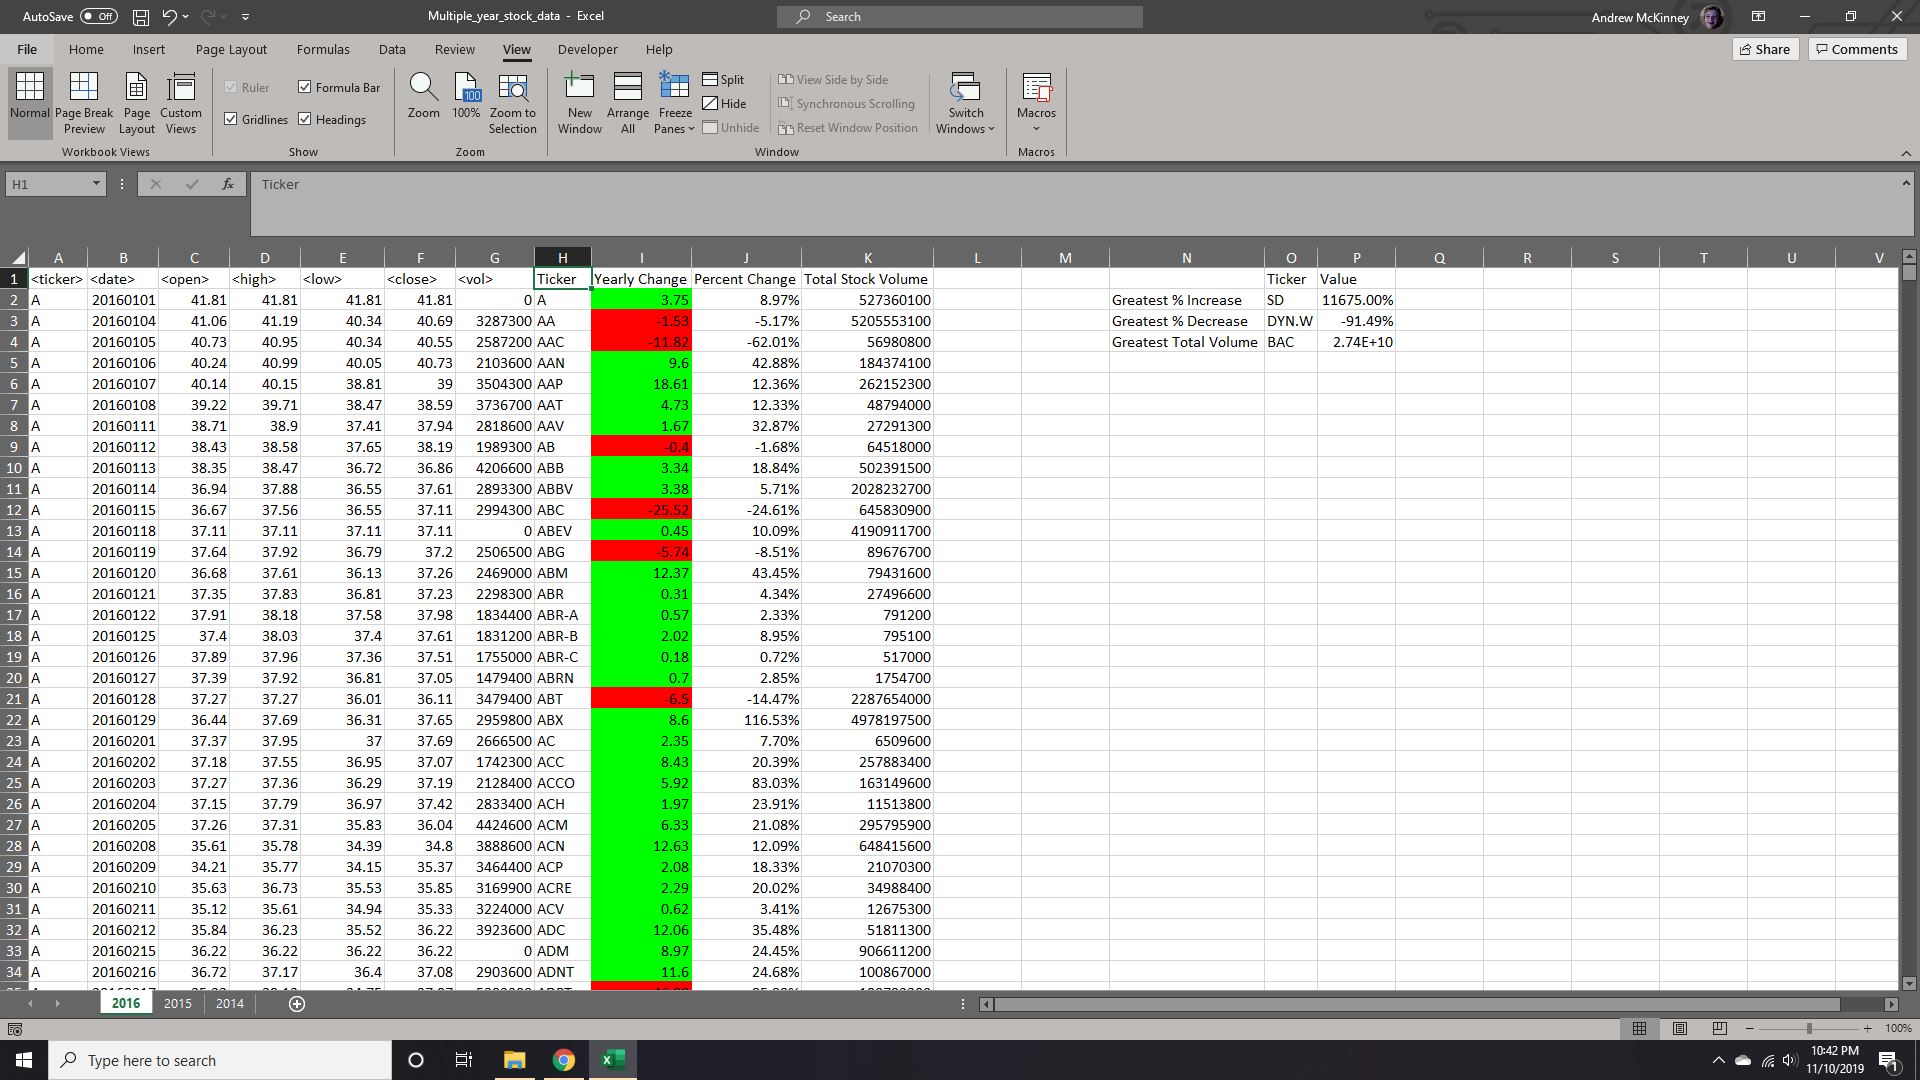 AutoSave Off Multiple_year_stock_data - Excel Search Andrew McKinney
File Home Insert Page Layout Formulas Data Review View Developer Help Share Comments
Normal Page Break Preview Page Layout Custom Views
Workbook Views
Ruler Formula Bar
Gridlines Headings
Show
Zoom 100% Zoom to Selection
Zoom
New Window Arrange All Freeze Panes
Split
Hide
Unhide
View Side by Side
Synchronous Scrolling
Reset Window Position
Switch Windows
Window
Macros
Macros
H1 fx Ticker
A B C D E F G H I J K L M N O P Q R S T U V
1 <ticker> <date> <open> <high> <low> <close> <vol> Ticker Yearly Change Percent Change Total Stock Volume Ticker Value
2 A 20160101 41.81 41.81 41.81 41.81 0 A 3.75 8.97% 527360100 Greatest % Increase SD 11675.00%
3 A 20160104 41.06 41.19 40.34 40.69 3287300 AA -1.53 -5.17% 5205553100 Greatest % Decrease DYN.W -91.49%
4 A 20160105 40.73 40.95 40.34 40.55 2587200 AAC -11.82 -62.01% 56980800 Greatest Total Volume BAC 2.74E+10
5 A 20160106 40.24 40.99 40.05 40.73 2103600 AAN 9.6 42.88% 184374100
6 A 20160107 40.14 40.15 38.81 39 3504300 AAP 18.61 12.36% 262152300
7 A 20160108 39.22 39.71 38.47 38.59 3736700 AAT 4.73 12.33% 48794000
8 A 20160111 38.71 38.9 37.41 37.94 2818600 AAV 1.67 32.87% 27291300
9 A 20160112 38.43 38.58 37.65 38.19 1989300 AB -0.4 -1.68% 64518000
10 A 20160113 38.35 38.47 36.72 36.86 4206600 ABB 3.34 18.84% 502391500
11 A 20160114 36.94 37.88 36.55 37.61 2893300 ABBV 3.38 5.71% 2028232700
12 A 20160115 36.67 37.56 36.55 37.11 2994300 ABC -25.52 -24.61% 645830900
13 A 20160118 37.11 37.11 37.11 37.11 0 ABEV 0.45 10.09% 4190911700
14 A 20160119 37.64 37.92 36.79 37.2 2506500 ABG -5.74 -8.51% 89676700
15 A 20160120 36.68 37.61 36.13 37.26 2469000 ABM 12.37 43.45% 79431600
16 A 20160121 37.35 37.83 36.81 37.23 2298300 ABR 0.31 4.34% 27496600
17 A 20160122 37.91 38.18 37.58 37.98 1834400 ABR-A 0.57 2.33% 791200
18 A 20160125 37.4 38.03 37.4 37.61 1831200 ABR-B 2.02 8.95% 795100
19 A 20160126 37.89 37.96 37.36 37.51 1755000 ABR-C 0.18 0.72% 517000
20 A 20160127 37.39 37.92 36.81 37.05 1479400 ABRN 0.7 2.85% 1754700
21 A 20160128 37.27 37.27 36.01 36.11 3479400 ABT -6.5 -14.47% 2287654000
22 A 20160129 36.44 37.69 36.31 37.65 2959800 ABX 8.6 116.53% 4978197500
23 A 20160201 37.37 37.95 37 37.69 2666500 AC 2.35 7.70% 6509600
24 A 20160202 37.18 37.55 36.95 37.07 1742300 ACC 8.43 20.39% 257883400
25 A 20160203 37.27 37.36 36.29 37.19 2128400 ACCO 5.92 83.03% 163149600
26 A 20160204 37.15 37.79 36.97 37.42 2833400 ACH 1.97 23.91% 11513800
27 A 20160205 37.26 37.31 35.83 36.04 4424600 ACM 6.33 21.08% 295795900
28 A 20160208 35.61 35.78 34.39 34.8 3888600 ACN 12.63 12.09% 648415600
29 A 20160209 34.21 35.77 34.15 35.37 3464400 ACP 2.08 18.33% 21070300
30 A 20160210 35.63 36.73 35.53 35.85 3169900 ACRE 2.29 20.02% 34988400
31 A 20160211 35.12 35.61 34.94 35.33 3224000 ACV 0.62 3.41% 12675300
32 A 20160212 35.84 36.23 35.52 36.22 3923600 ADC 12.06 35.48% 51811300
33 A 20160215 36.22 36.22 36.22 36.22 0 ADM 8.97 24.45% 906611200
34 A 20160216 36.72 37.17 36.4 37.08 2903600 ADNT 11.6 24.68% 100867000
2016 2015 2014
100%
Type here to search
10:42 PM
11/10/2019
1